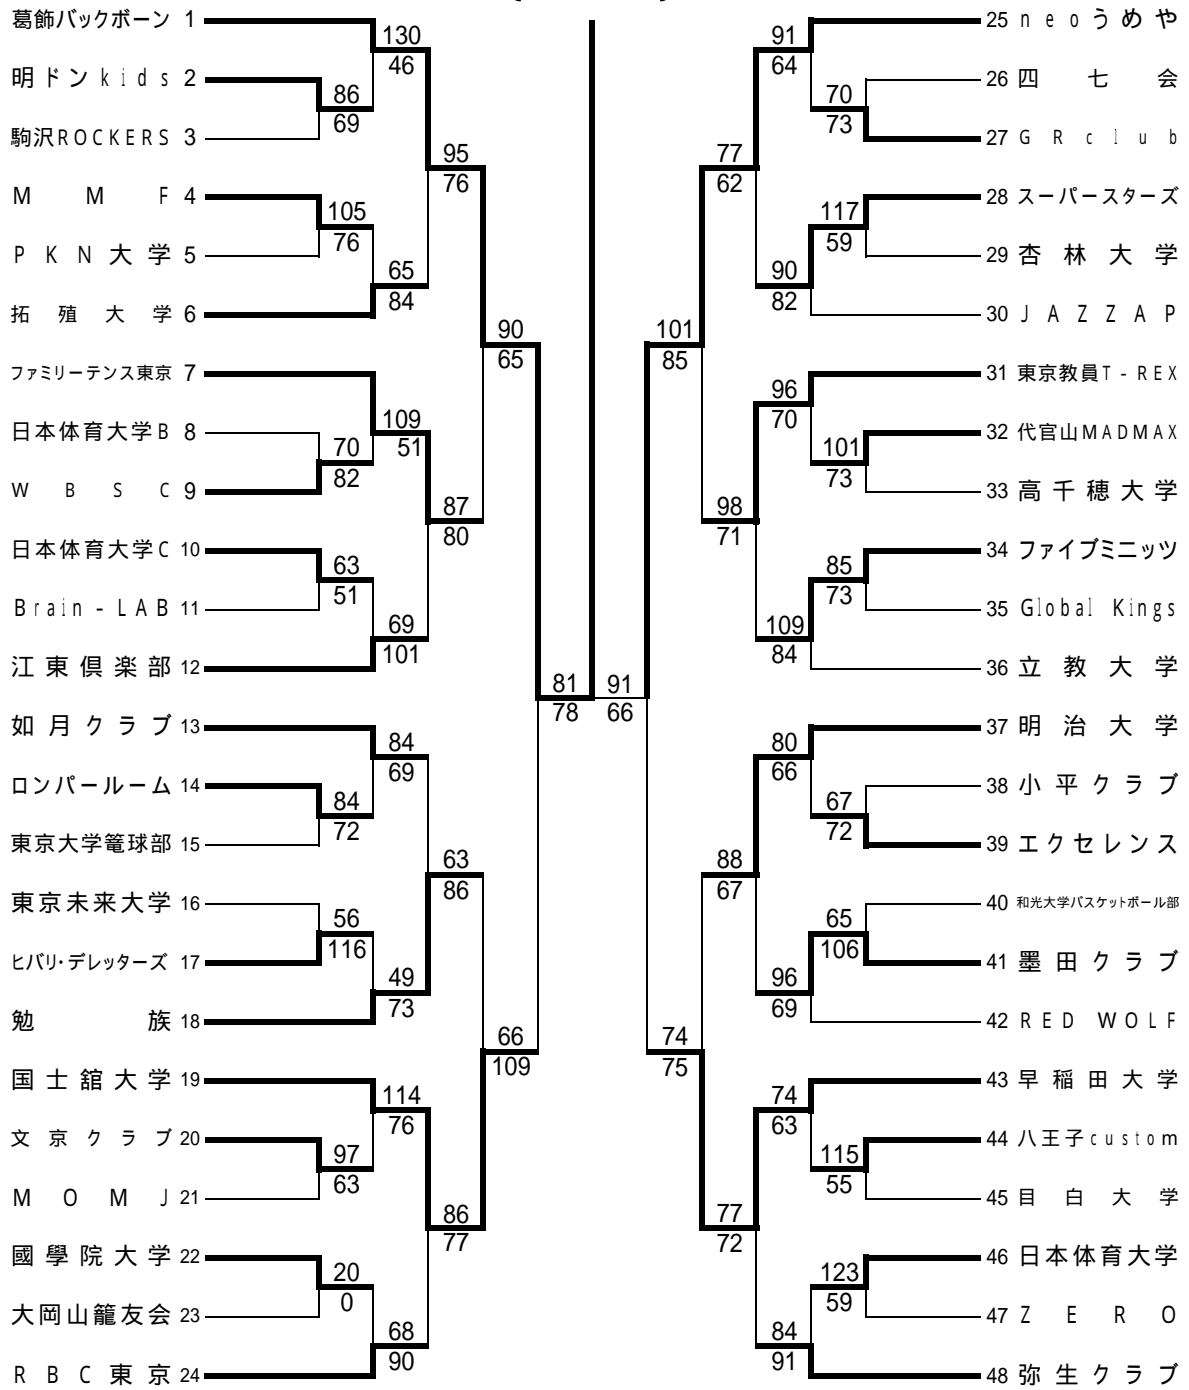 葛飾バックボーン 1
明ドンkids 2
駒沢ROCKERS 3
MMF 4
PKN大学 5
拓殖大学 6
ファミリーテンス東京 7
日本体育大学B 8
WBSC 9
日本体育大学C 10
Brain-LAB 11
江東倶楽部 12
如月クラブ 13
ロンパールーム 14
東京大学篭球部 15
東京未来大学 16
ヒバリ・デレッターズ 17
勉族 18
国士舘大学 19
文京クラブ 20
MOMJ 21
國學院大学 22
大岡山籠友会 23
RBC東京 24
86
69
105
76
70
82
63
51
84
72
56
116
97
63
20
0
130
46
65
84
109
51
69
101
84
69
49
73
114
76
68
90
95
76
87
80
63
86
86
77
90
65
66
109
81
78
91
66
101
85
74
75
77
62
98
71
88
67
77
72
91
64
90
82
96
70
109
84
80
66
96
69
74
63
84
91
70
73
117
59
101
73
85
73
67
72
65
106
115
55
123
59
25 neoうめや
26 四七会
27 GRclub
28 スーパースターズ
29 杏林大学
30 JAZZAP
31 東京教員T-REX
32 代官山MADMAX
33 高千穂大学
34 ファイブミニッツ
35 Global Kings
36 立教大学
37 明治大学
38 小平クラブ
39 エクセレンス
40 和光大学バスケットボール部
41 墨田クラブ
42 RED WOLF
43 早稲田大学
44 八王子custom
45 目白大学
46 日本体育大学
47 ZERO
48 弥生クラブ